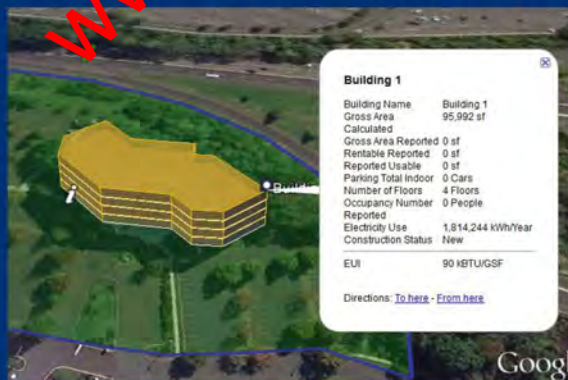 Building 1
Building Name Building 1
Gross Area 95,992 sf
Calculated
Gross Area Reported 0 sf
Rentable Reported 0 sf
Reported Usable 0 sf
Parking Total Indoor 0 Cars
Number of Floors 4 Floors
Occupancy Number 0 People
Reported
Electricity Use 1,814,244 kWh/Year
Construction Status New
EUI 90 kBTU/GSF
Directions: To here - From here